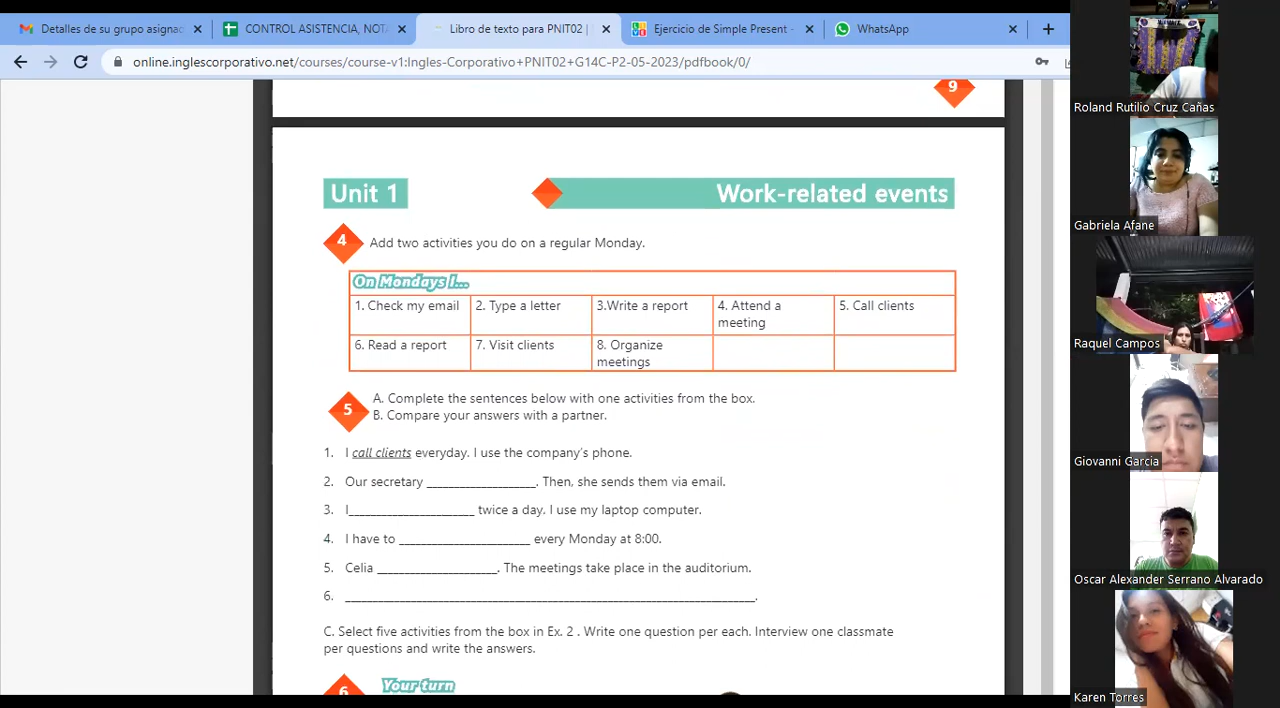 Detalles de su grupo asignac
CONTROL ASISTENCIA, NOTA
Libro de texto para PNIT02 |
Ejercicio de Simple Present -
WhatsApp
online.inglescorporativo.net/courses/course-v1:Ingles-Corporativo+PNIT02+G14C-P2-05-2023/pdfbook/0/
9
Unit 1
Work-related events
4 Add two activities you do on a regular Monday.
On Mondays I...
1. Check my email 2. Type a letter 3.Write a report 4. Attend a meeting 5. Call clients
6. Read a report 7. Visit clients 8. Organize meetings
5 A. Complete the sentences below with one activities from the box.
B. Compare your answers with a partner.
1. I call clients everyday. I use the company's phone.
2. Our secretary ___________________. Then, she sends them via email.
3. I______________________ twice a day. I use my laptop computer.
4. I have to _______________________ every Monday at 8:00.
5. Celia _____________________. The meetings take place in the auditorium.
6. ________________________________________________________________________.
C. Select five activities from the box in Ex. 2 . Write one question per each. Interview one classmate
per questions and write the answers.
6 Your turn
Roland Rutilio Cruz Cañas
Gabriela Afane
Raquel Campos
Giovanni Garcia
Oscar Alexander Serrano Alvarado
Karen Torres